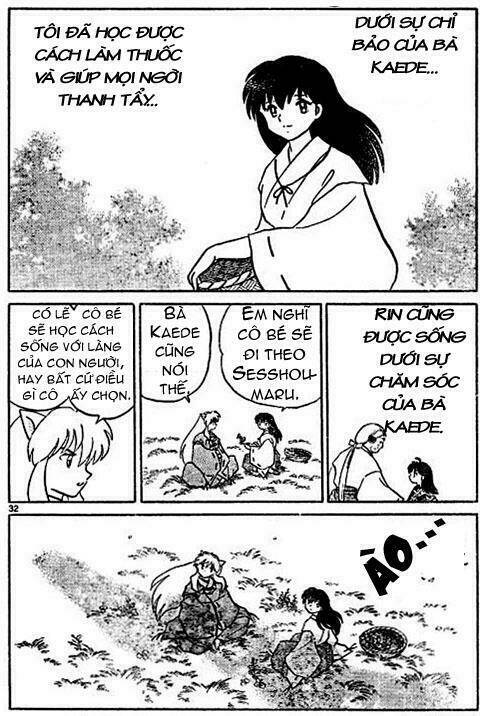 DƯỚI SỰ CHỈ
BẢO CỦA BÀ
KAEDE...
TÔI ĐÃ HỌC ĐƯỢC
CÁCH LÀM THUỐC
VÀ GIÚP MỌI NGỜI
THANH TẨY...
RIN CŨNG
ĐƯỢC SỐNG
DƯỚI SỰ
CHĂM SÓC
CỦA BÀ
KAEDE.
EM NGHĨ
CÔ BÉ SẼ
ĐI THEO
SESSHOU-
MARU.
BÀ
KAEDE
CŨNG
NÓI
THẾ.
CÓ LẼ CÔ BÉ
SẼ HỌC CÁCH
SỐNG VỚI LÀNG
CỦA CON NGƯỜI,
HAY BẤT CỨ ĐIỀU
GÌ CÔ ẤY CHỌN.
32
ÀO...